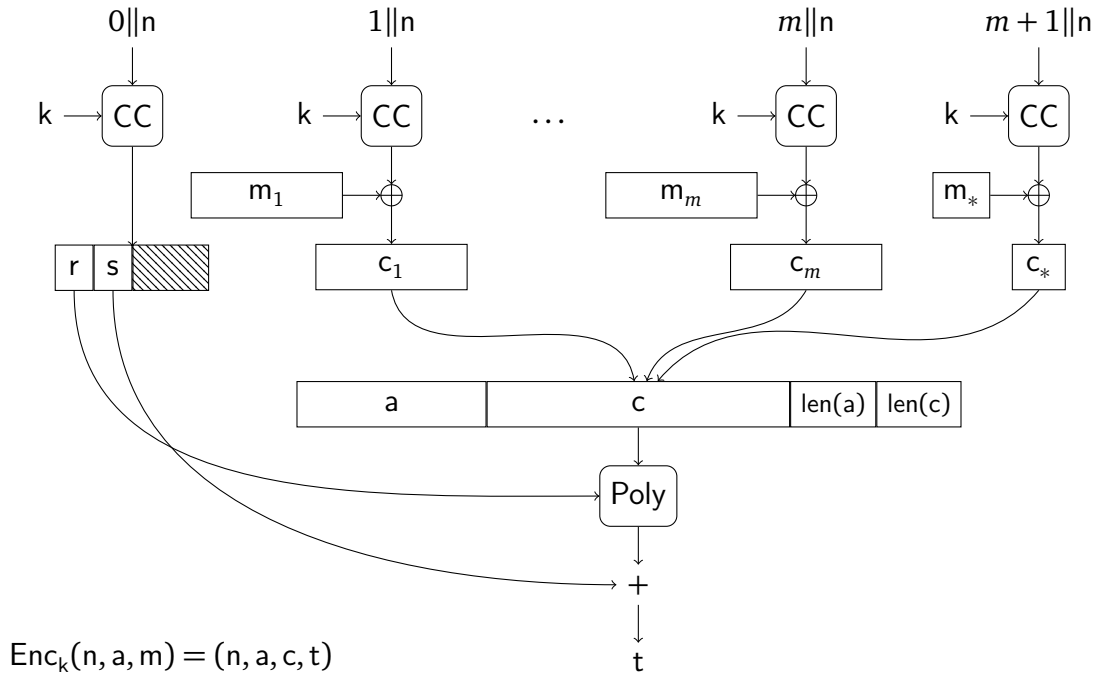 0‖n 1‖n m‖n m + 1‖n
k CC k CC ... k CC k CC
m₁ ⊕ mₘ ⊕ m∗ ⊕
r s c₁ cₘ c∗
a c len(a) len(c)
Poly
+
Encₖ(n, a, m) = (n, a, c, t) t